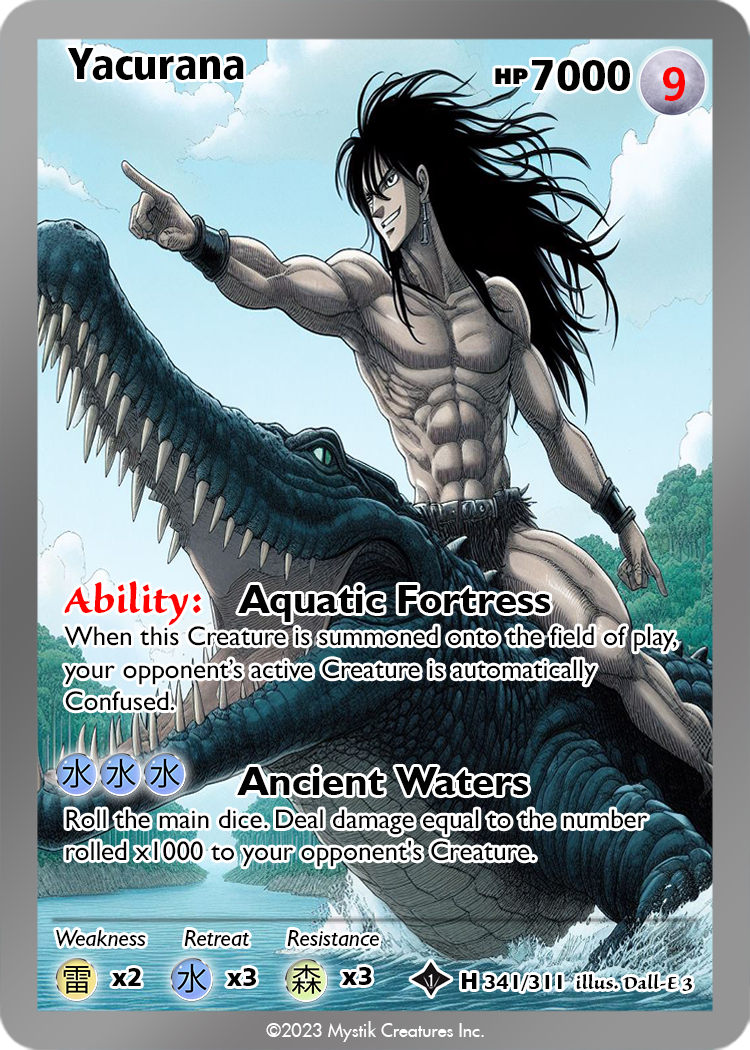 Yacurana
HP 7000 9
Ability: Aquatic Fortress
When this Creature is summoned onto the field of play,
your opponent's active Creature is automatically
Confused.
水 水 水 Ancient Waters
Roll the main dice. Deal damage equal to the number
rolled x1000 to your opponent's Creature.
Weakness Retreat Resistance
雷 x2 水 x3 森 x3 1 H 341/311 illus. Dall-E 3
©2023 Mystik Creatures Inc.